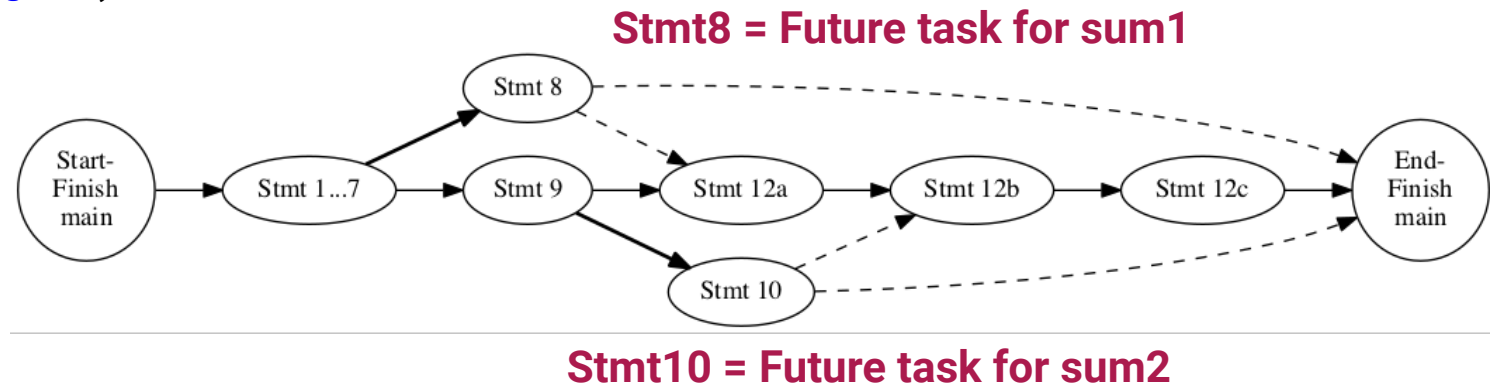 Stmt8 = Future task for sum1
Stmt 8
Start-
Finish
main
Stmt 1...7
Stmt 9
Stmt 12a
Stmt 12b
Stmt 12c
End-
Finish
main
Stmt 10
Stmt10 = Future task for sum2